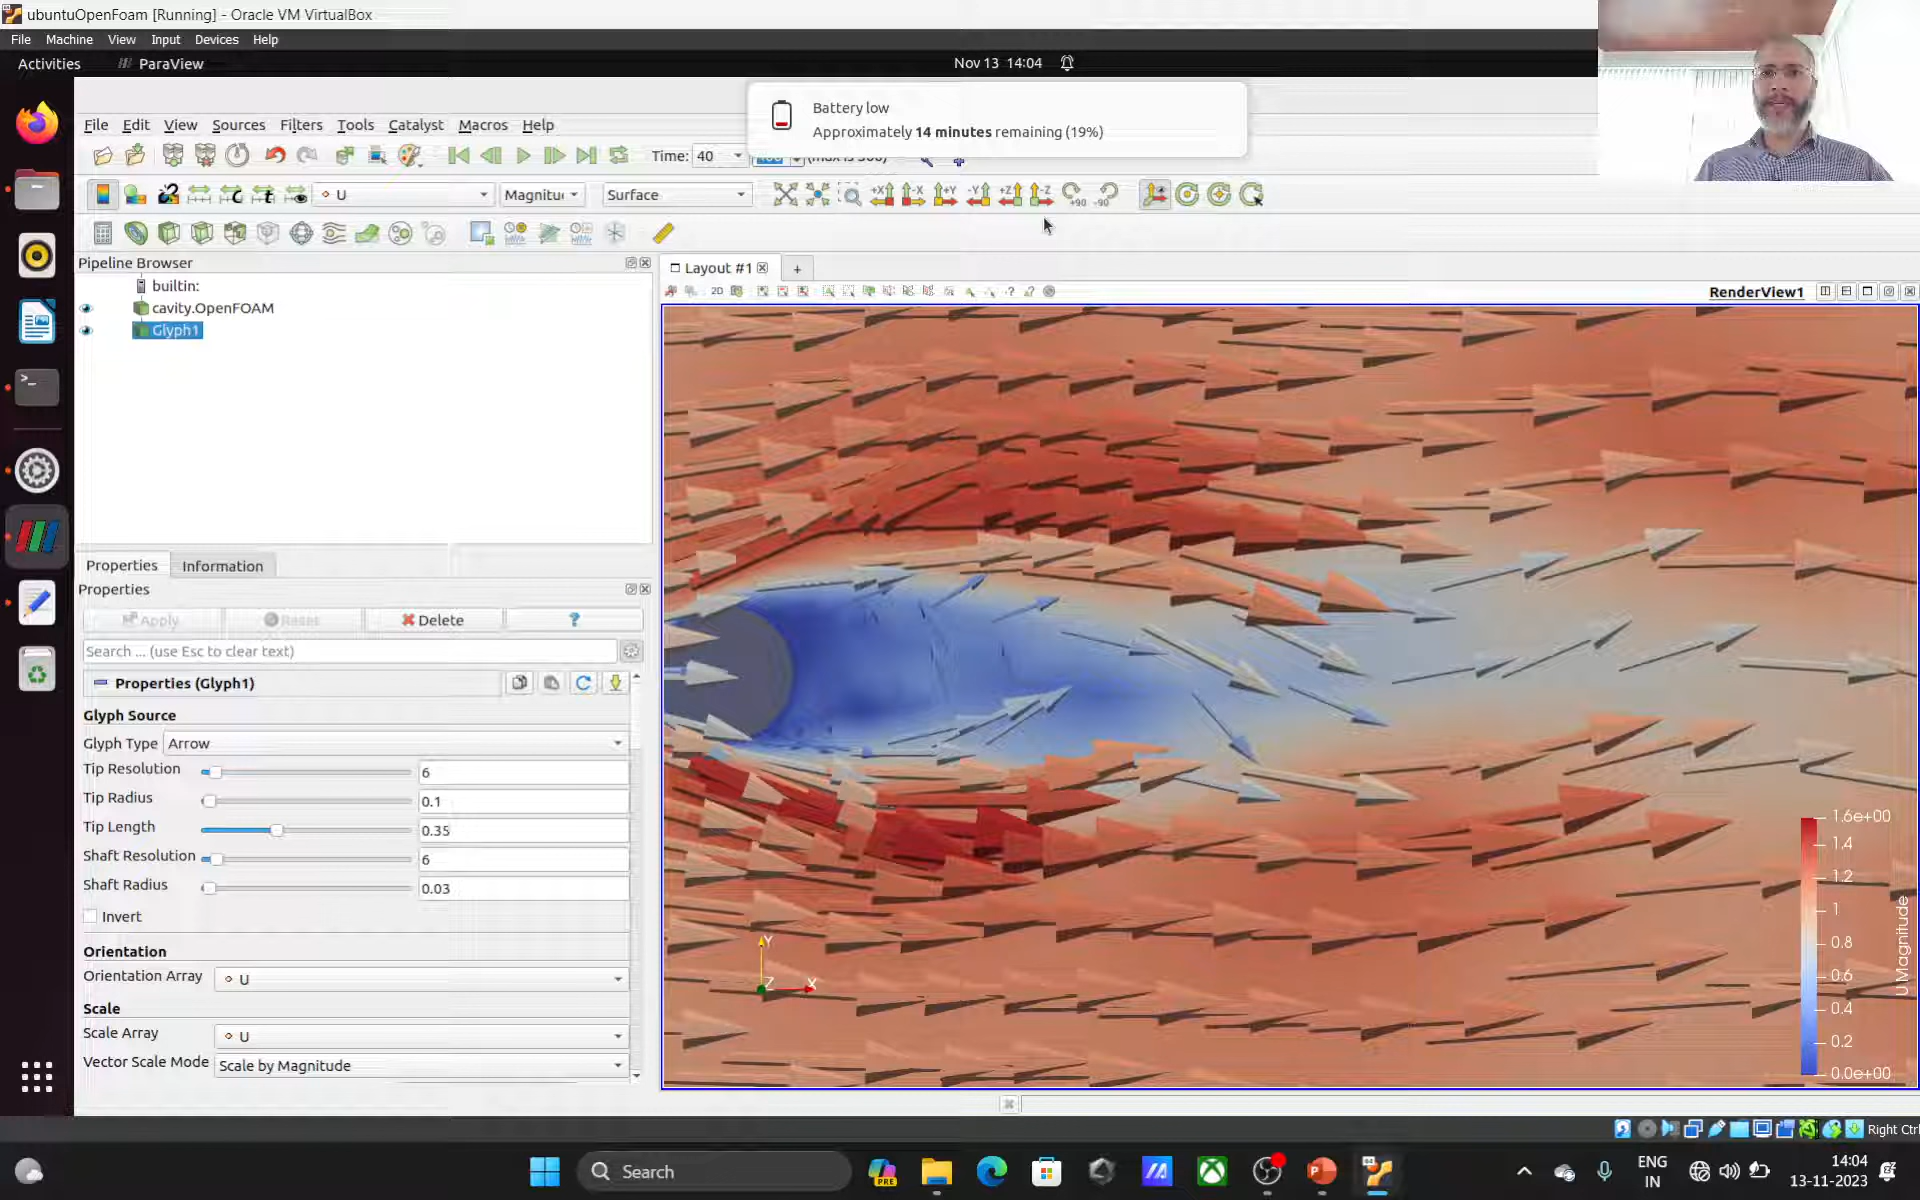 ubuntuOpenFoam [Running] - Oracle VM VirtualBox
File Machine View Input Devices Help
Activities ParaView Nov 13 14:04
Battery low
Approximately 14 minutes remaining (19%)
File Edit View Sources Filters Tools Catalyst Macros Help
Time: 40
U Magnitu Surface
+X -X +Y -Y +Z -Z +90 -90
Pipeline Browser
builtin:
cavity.OpenFOAM
Glyph1
Layout #1 +
2D
RenderView1
Properties Information
Properties
Apply Reset Delete ?
Search ... (use Esc to clear text)
Properties (Glyph1)
Glyph Source
Glyph Type Arrow
Tip Resolution 6
Tip Radius 0.1
Tip Length 0.35
Shaft Resolution 6
Shaft Radius 0.03
Invert
Orientation
Orientation Array U
Scale
Scale Array U
Vector Scale Mode Scale by Magnitude
Y
Z X
1.6e+00
1.4
1.2
1
0.8
0.6
0.4
0.2
0.0e+00
U Magnitude
Right Ctrl
Search
PRE
ENG
IN
14:04
13-11-2023